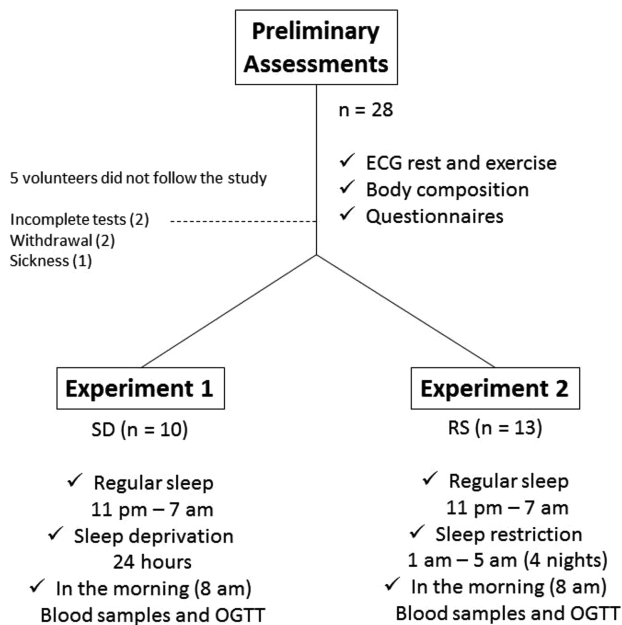 Preliminary
Assessments
n = 28
✓ ECG rest and exercise
✓ Body composition
✓ Questionnaires
5 volunteers did not follow the study
Incomplete tests (2)
Withdrawal (2)
Sickness (1)
Experiment 1
SD (n = 10)
✓ Regular sleep
11 pm – 7 am
✓ Sleep deprivation
24 hours
✓ In the morning (8 am)
Blood samples and OGTT
Experiment 2
RS (n = 13)
✓ Regular sleep
11 pm – 7 am
✓ Sleep restriction
1 am – 5 am (4 nights)
✓ In the morning (8 am)
Blood samples and OGTT